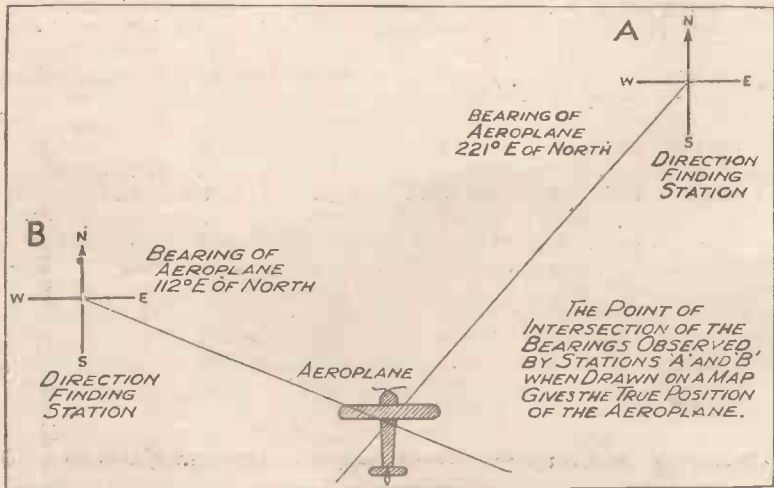 A
N
W
E
S
BEARING OF
AEROPLANE
221° E OF NORTH
DIRECTION
FINDING
STATION
B
N
W
E
S
BEARING OF
AEROPLANE
112° E OF NORTH
DIRECTION
FINDING
STATION
AEROPLANE
THE POINT OF
INTERSECTION OF THE
BEARINGS OBSERVED
BY STATIONS 'A' AND 'B'
WHEN DRAWN ON A MAP
GIVES THE TRUE POSITION
OF THE AEROPLANE.